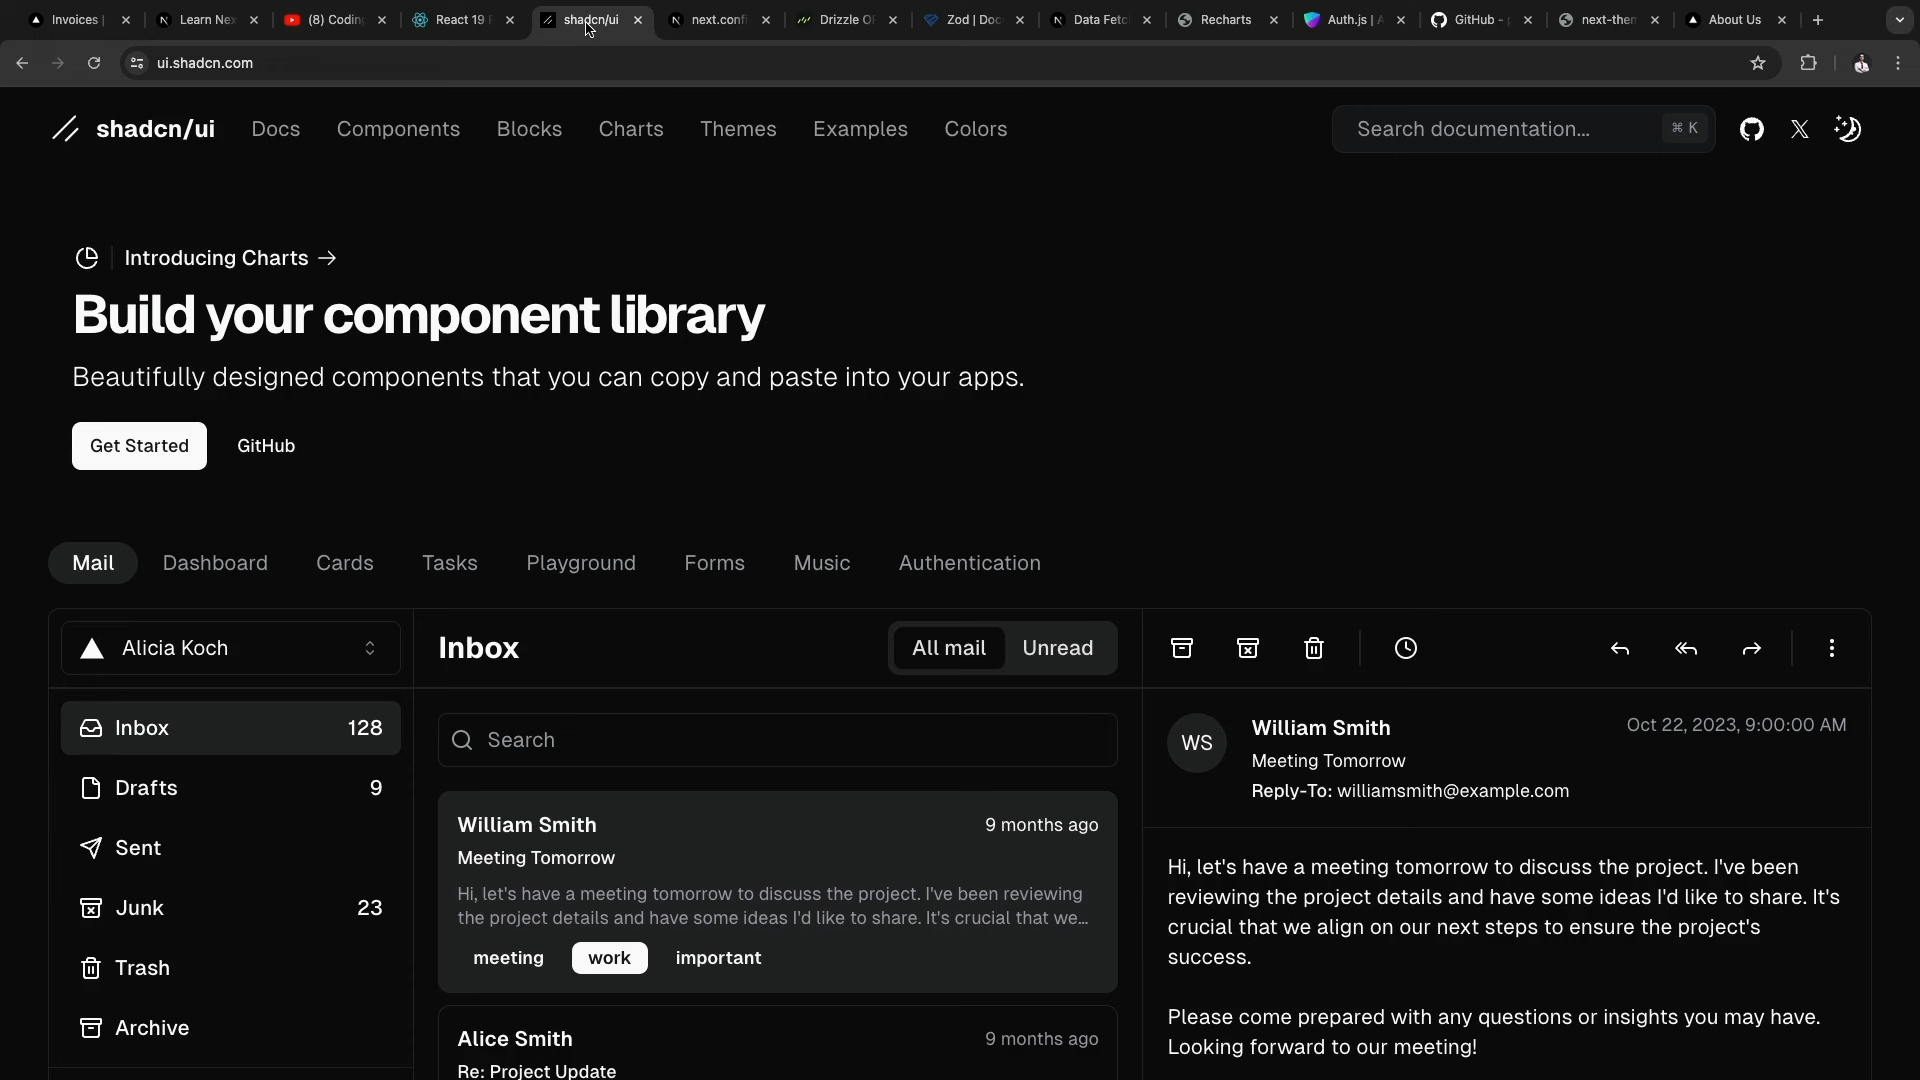 Invoices |
Learn Nex
(8) Coding
React 19 F
shadcn/ui
next.confi
Drizzle OF
Zod | Doc
Data Fetc
Recharts
Auth.js | A
GitHub - p
next-them
About Us
ui.shadcn.com
shadcn/ui
Docs
Components
Blocks
Charts
Themes
Examples
Colors
Search documentation...
⌘ K
Introducing Charts →
Build your component library
Beautifully designed components that you can copy and paste into your apps.
Get Started
GitHub
Mail
Dashboard
Cards
Tasks
Playground
Forms
Music
Authentication
Alicia Koch
Inbox 128
Drafts 9
Sent
Junk 23
Trash
Archive
Inbox
All mail
Unread
Search
William Smith
9 months ago
Meeting Tomorrow
Hi, let's have a meeting tomorrow to discuss the project. I've been reviewing
the project details and have some ideas I'd like to share. It's crucial that we...
meeting
work
important
Alice Smith
9 months ago
Re: Project Update
WS
William Smith
Oct 22, 2023, 9:00:00 AM
Meeting Tomorrow
Reply-To: williamsmith@example.com
Hi, let's have a meeting tomorrow to discuss the project. I've been
reviewing the project details and have some ideas I'd like to share. It's
crucial that we align on our next steps to ensure the project's
success.
Please come prepared with any questions or insights you may have.
Looking forward to our meeting!